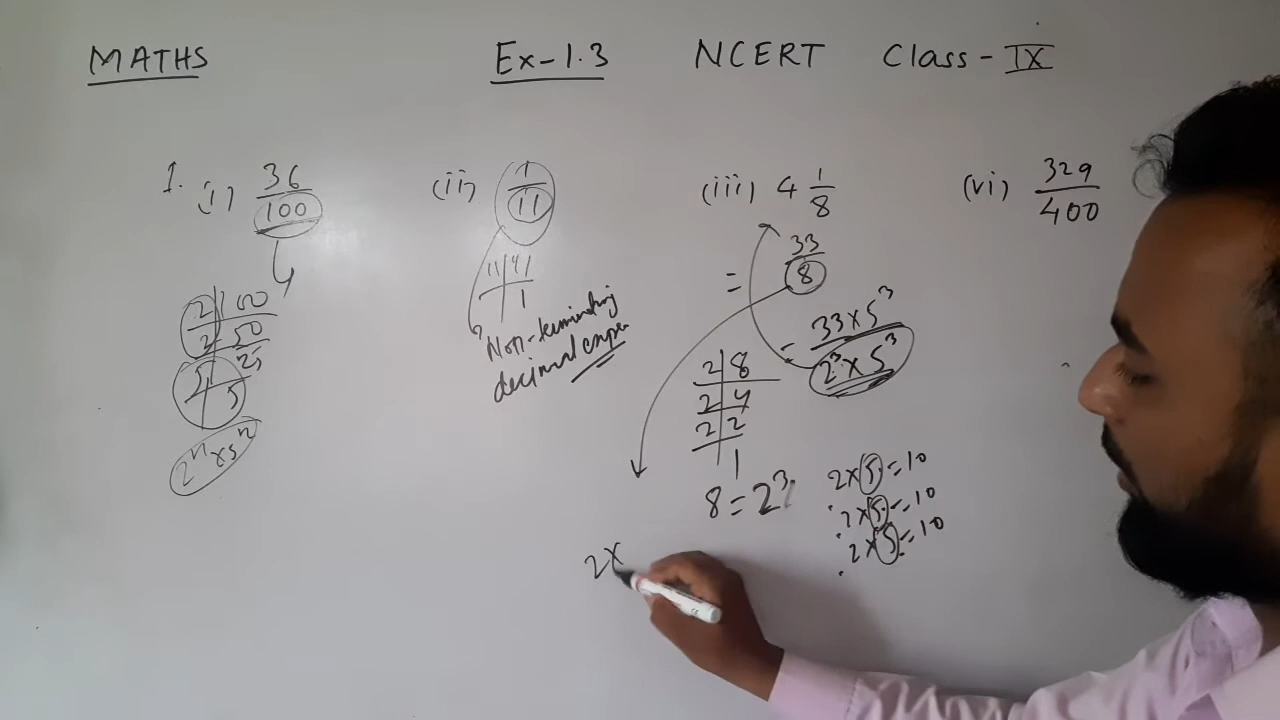 MATHS Ex-1.3 NCERT Class-IX
1. (i) 36/100
2 | 100
2 | 50
5 | 25
5
2ⁿ x 5ⁿ
(ii) 1/11
11 | 11
1
Non-terminating
decimal expan
(iii) 4 1/8
= 33/8
= 33 x 5³/2³ x 5³
2 | 8
2 | 4
2 | 2
1
8 = 2³
2 x 5 = 10
2 x 5 = 10
2 x 5 = 10
2x
(vi) 329/400